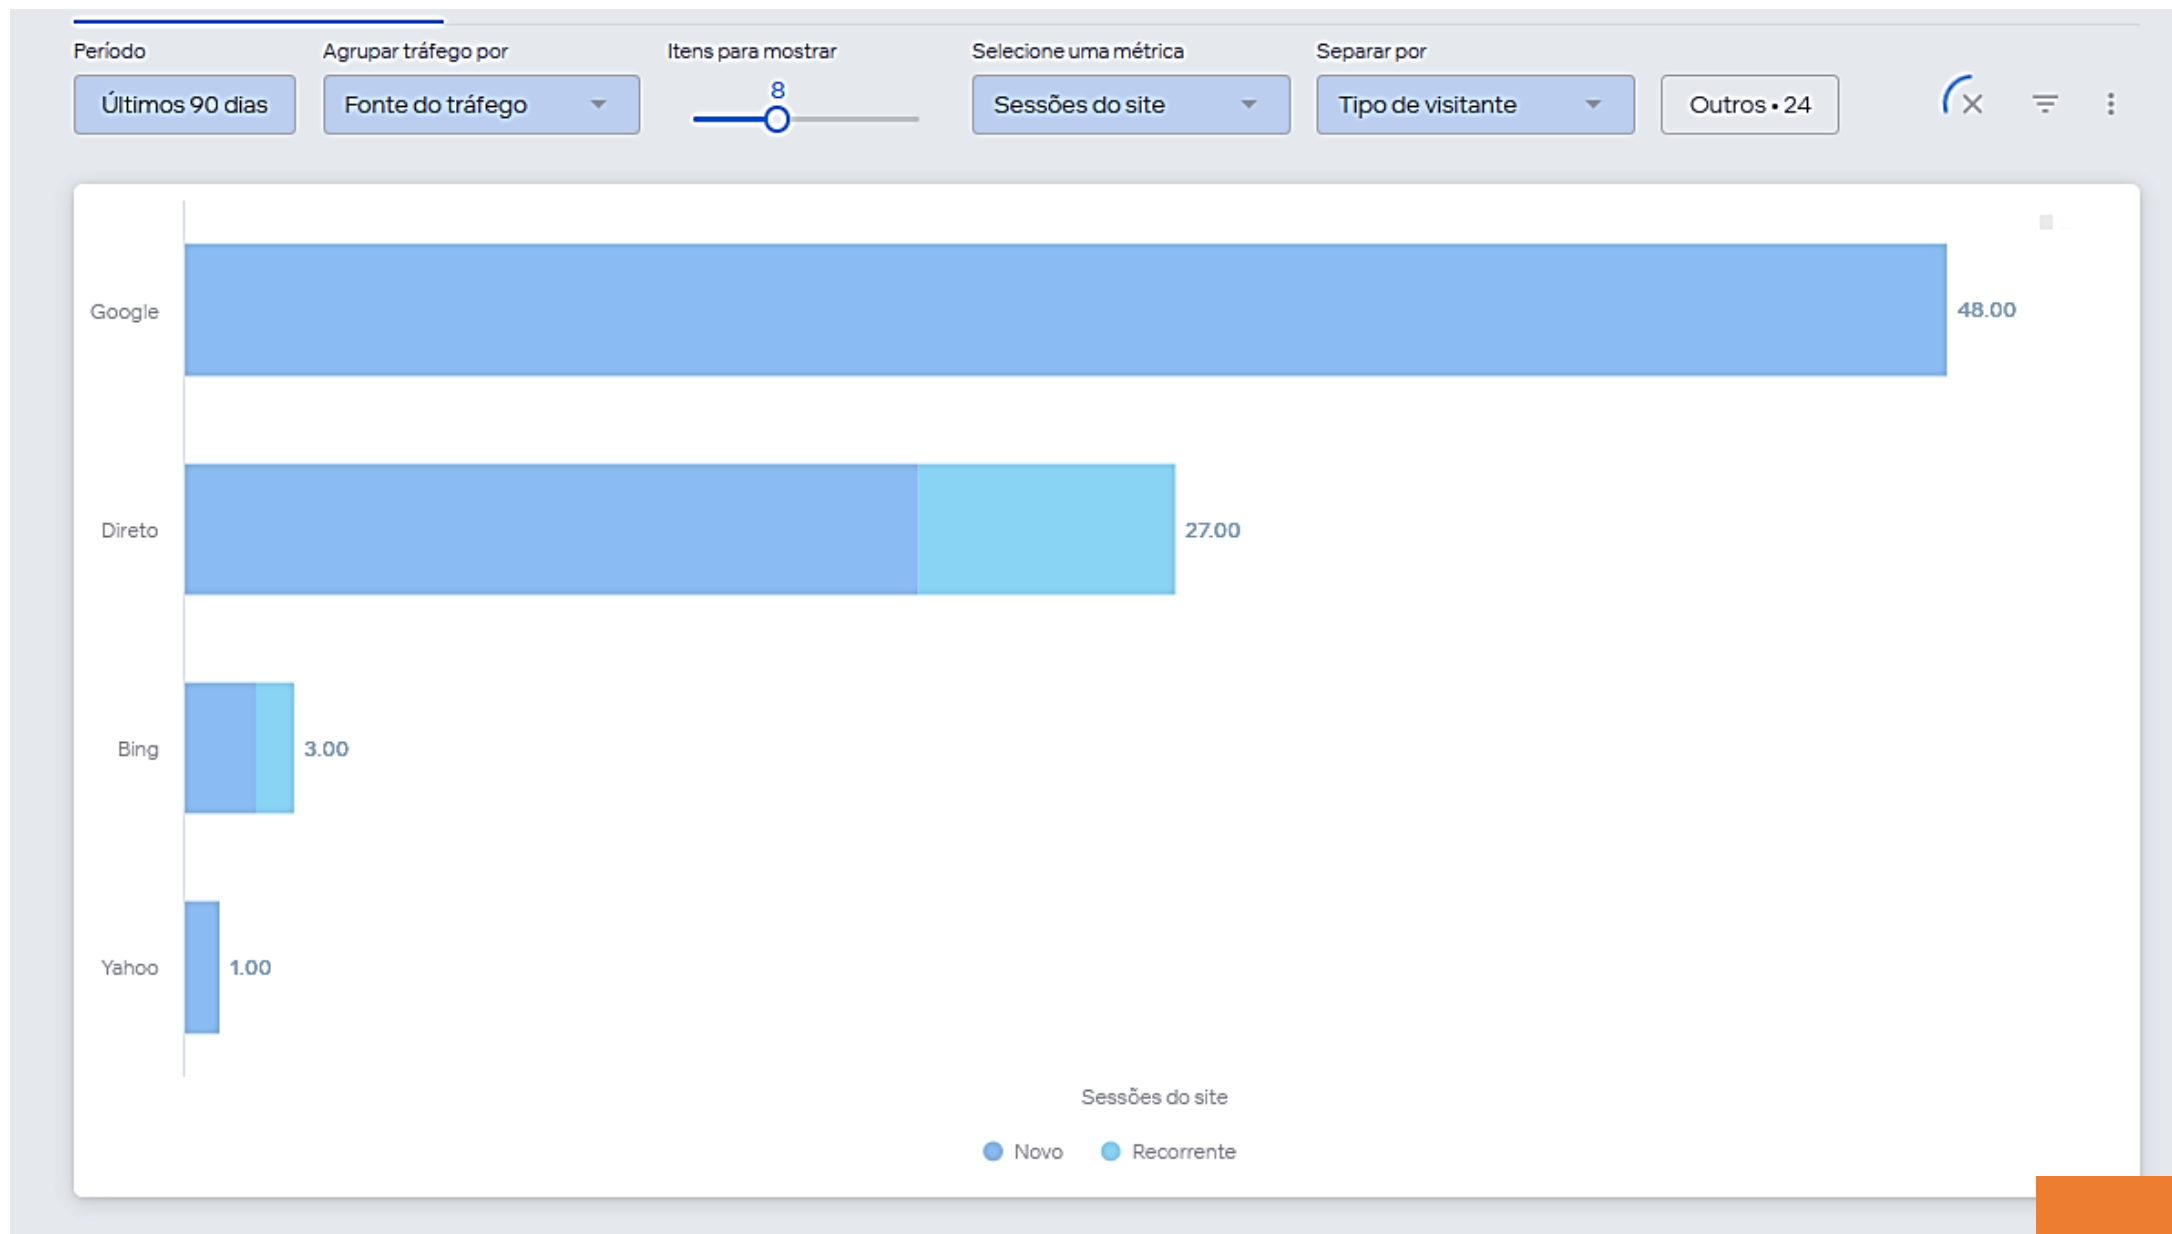 Período
Agrupar tráfego por
Itens para mostrar
Selecione uma métrica
Separar por
Últimos 90 dias
Fonte do tráfego
8
Sessões do site
Tipo de visitante
Outros • 24
Google
48.00
Direto
27.00
Bing
3.00
Yahoo
1.00
Sessões do site
Novo
Recorrente